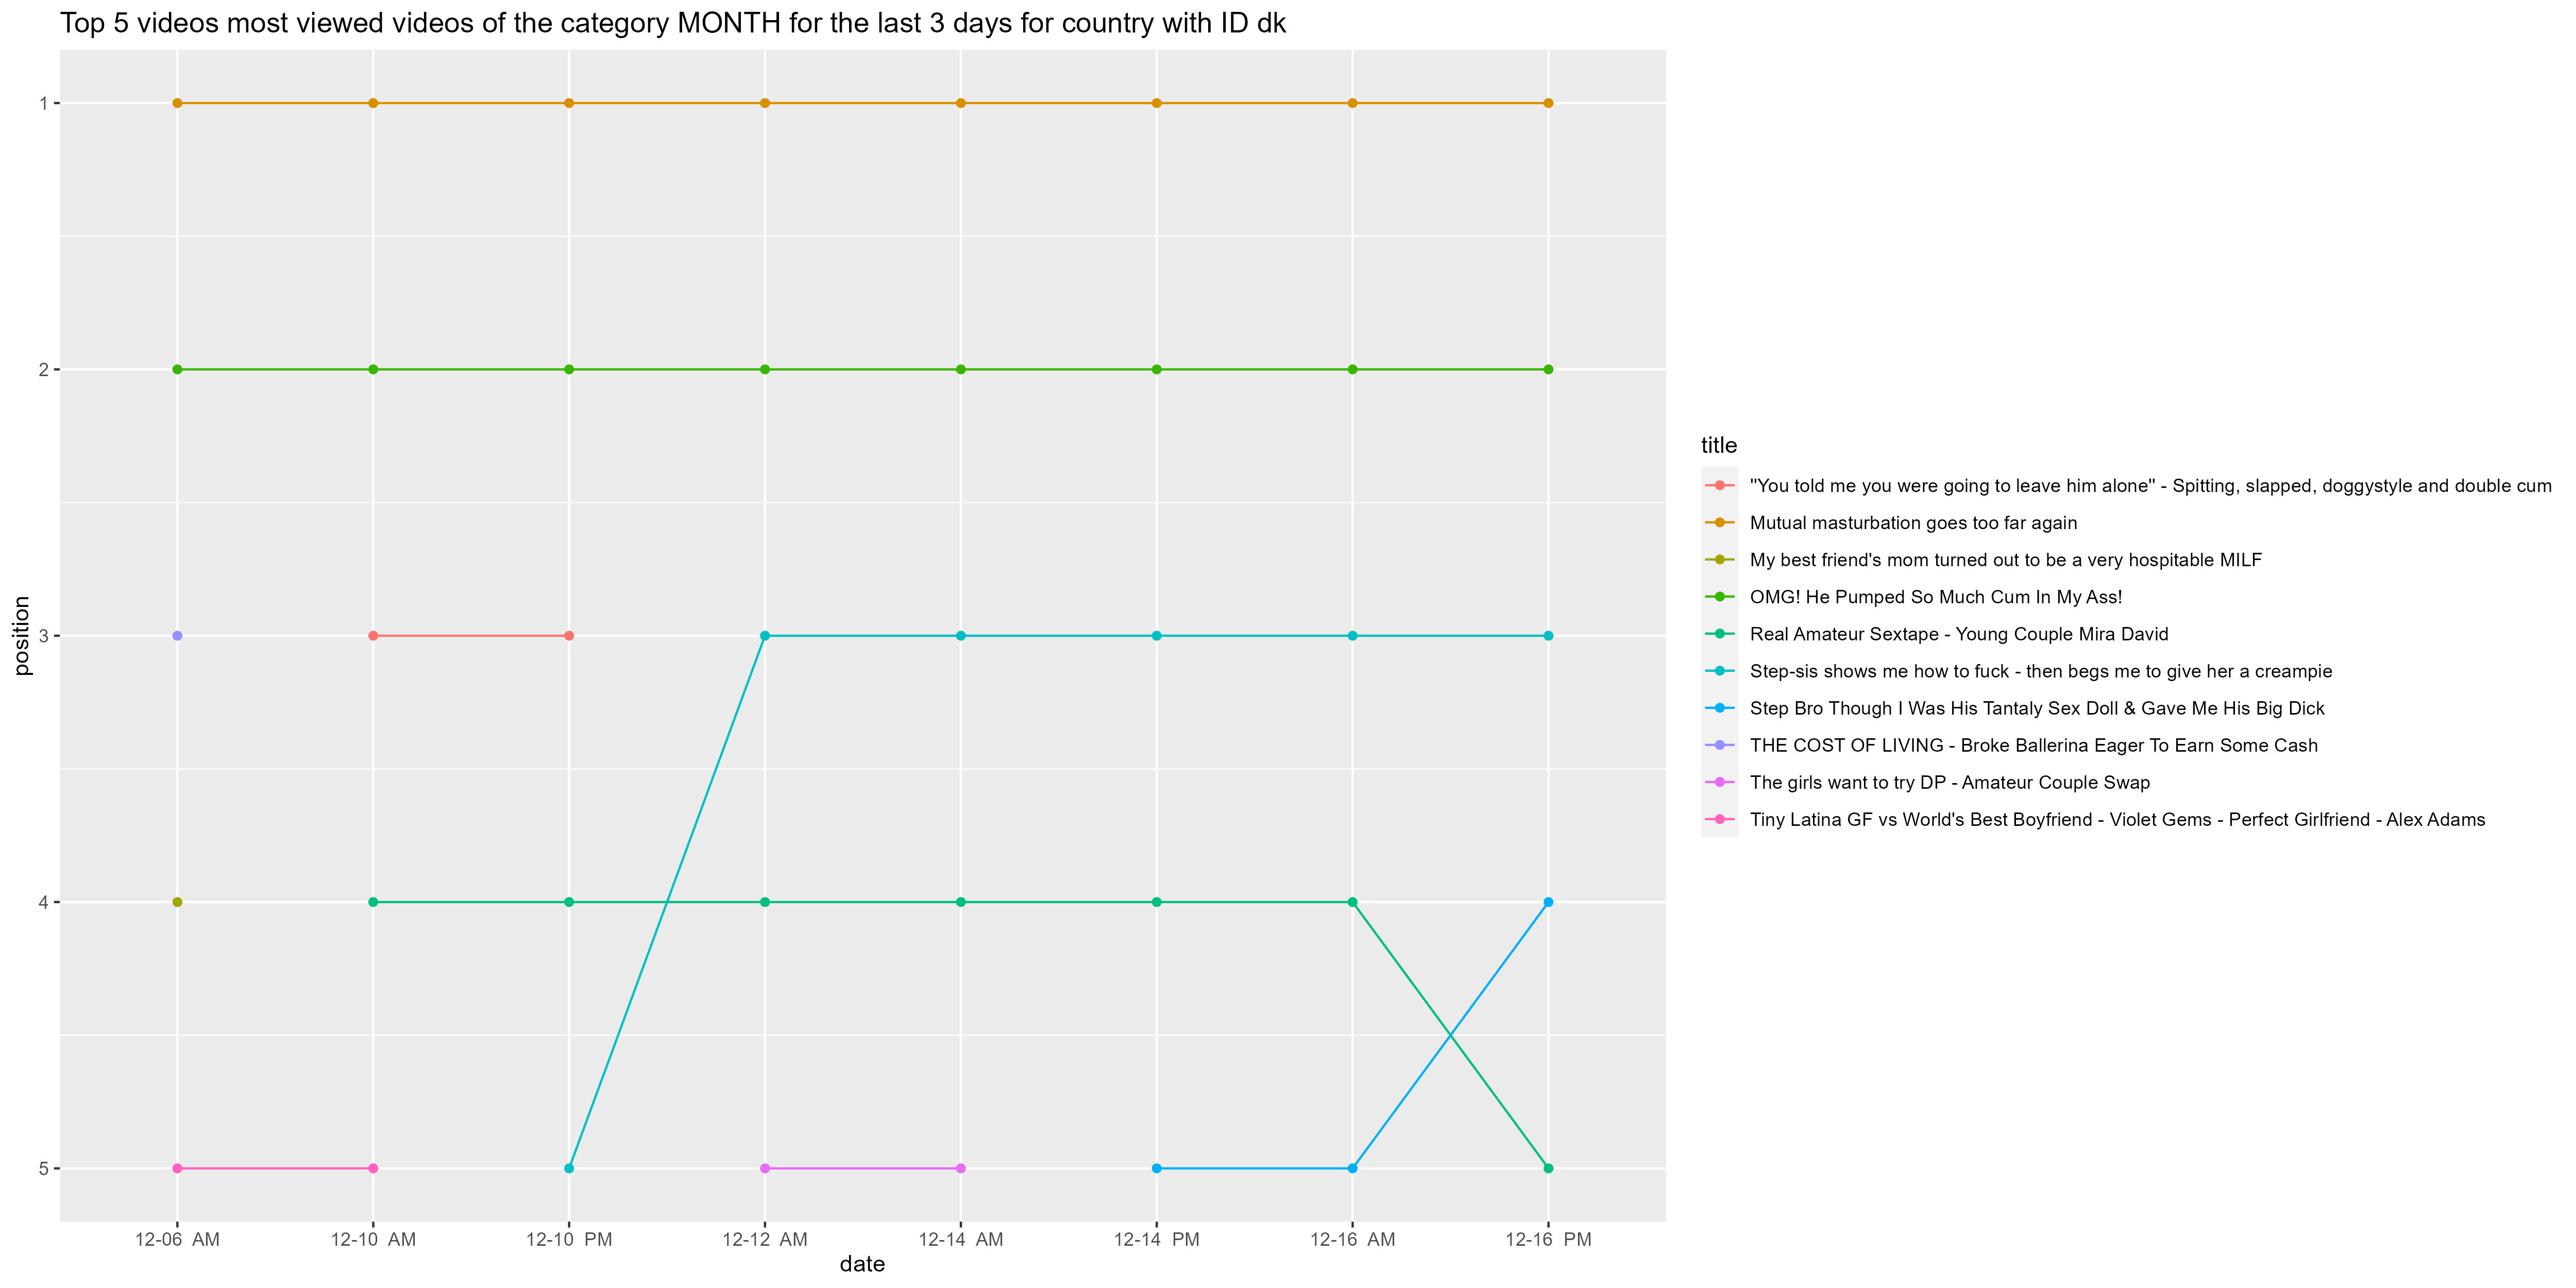 Top 5 videos most viewed videos of the category MONTH for the last 3 days for country with ID dk
position
1
2
3
4
5
12-06 AM 12-10 AM 12-10 PM 12-12 AM 12-14 AM 12-14 PM 12-16 AM 12-16 PM
date
title
"You told me you were going to leave him alone" - Spitting, slapped, doggystyle and double cum
Mutual masturbation goes too far again
My best friend's mom turned out to be a very hospitable MILF
OMG! He Pumped So Much Cum In My Ass!
Real Amateur Sextape - Young Couple Mira David
Step-sis shows me how to fuck - then begs me to give her a creampie
Step Bro Though I Was His Tantaly Sex Doll & Gave Me His Big Dick
THE COST OF LIVING - Broke Ballerina Eager To Earn Some Cash
The girls want to try DP - Amateur Couple Swap
Tiny Latina GF vs World's Best Boyfriend - Violet Gems - Perfect Girlfriend - Alex Adams